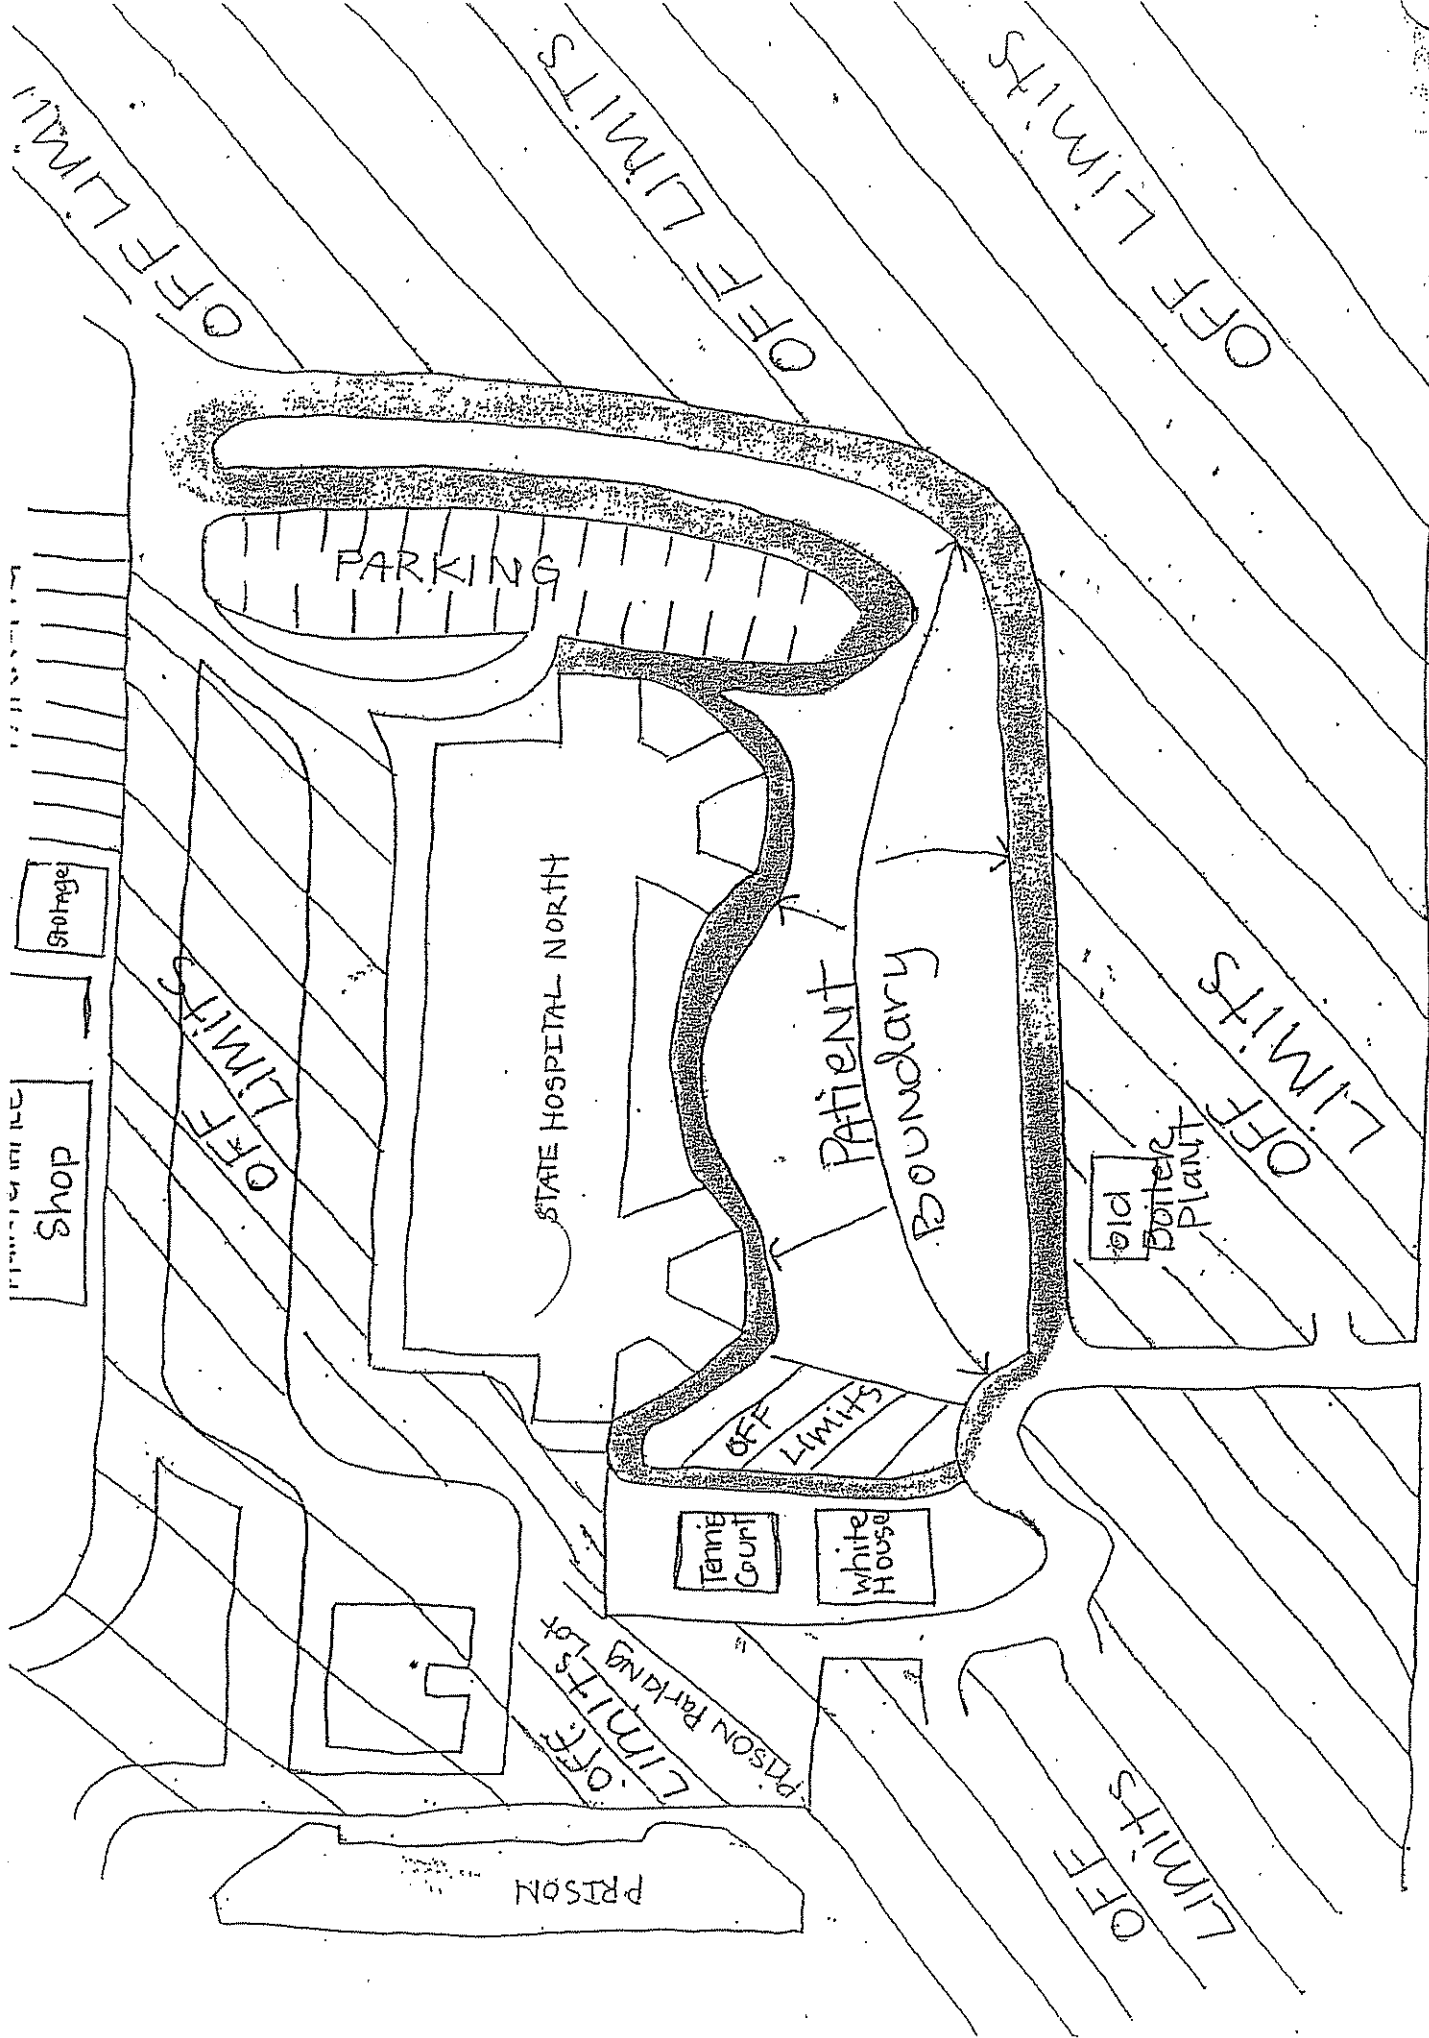 OFF LIMI
OFF LIMITS
OFF LIMITS
PARKING
Storage
Shop
OFF
LIMITS
STATE HOSPITAL NORTH
PATIENT
Boundary
OFF
LIMITS
Old
Boiler
Plant
OFF
LIMITS
Tennis
Court
White
House
OFF
LIMITS
Prison Parking Lot
PRISON
OFF
LIMITS